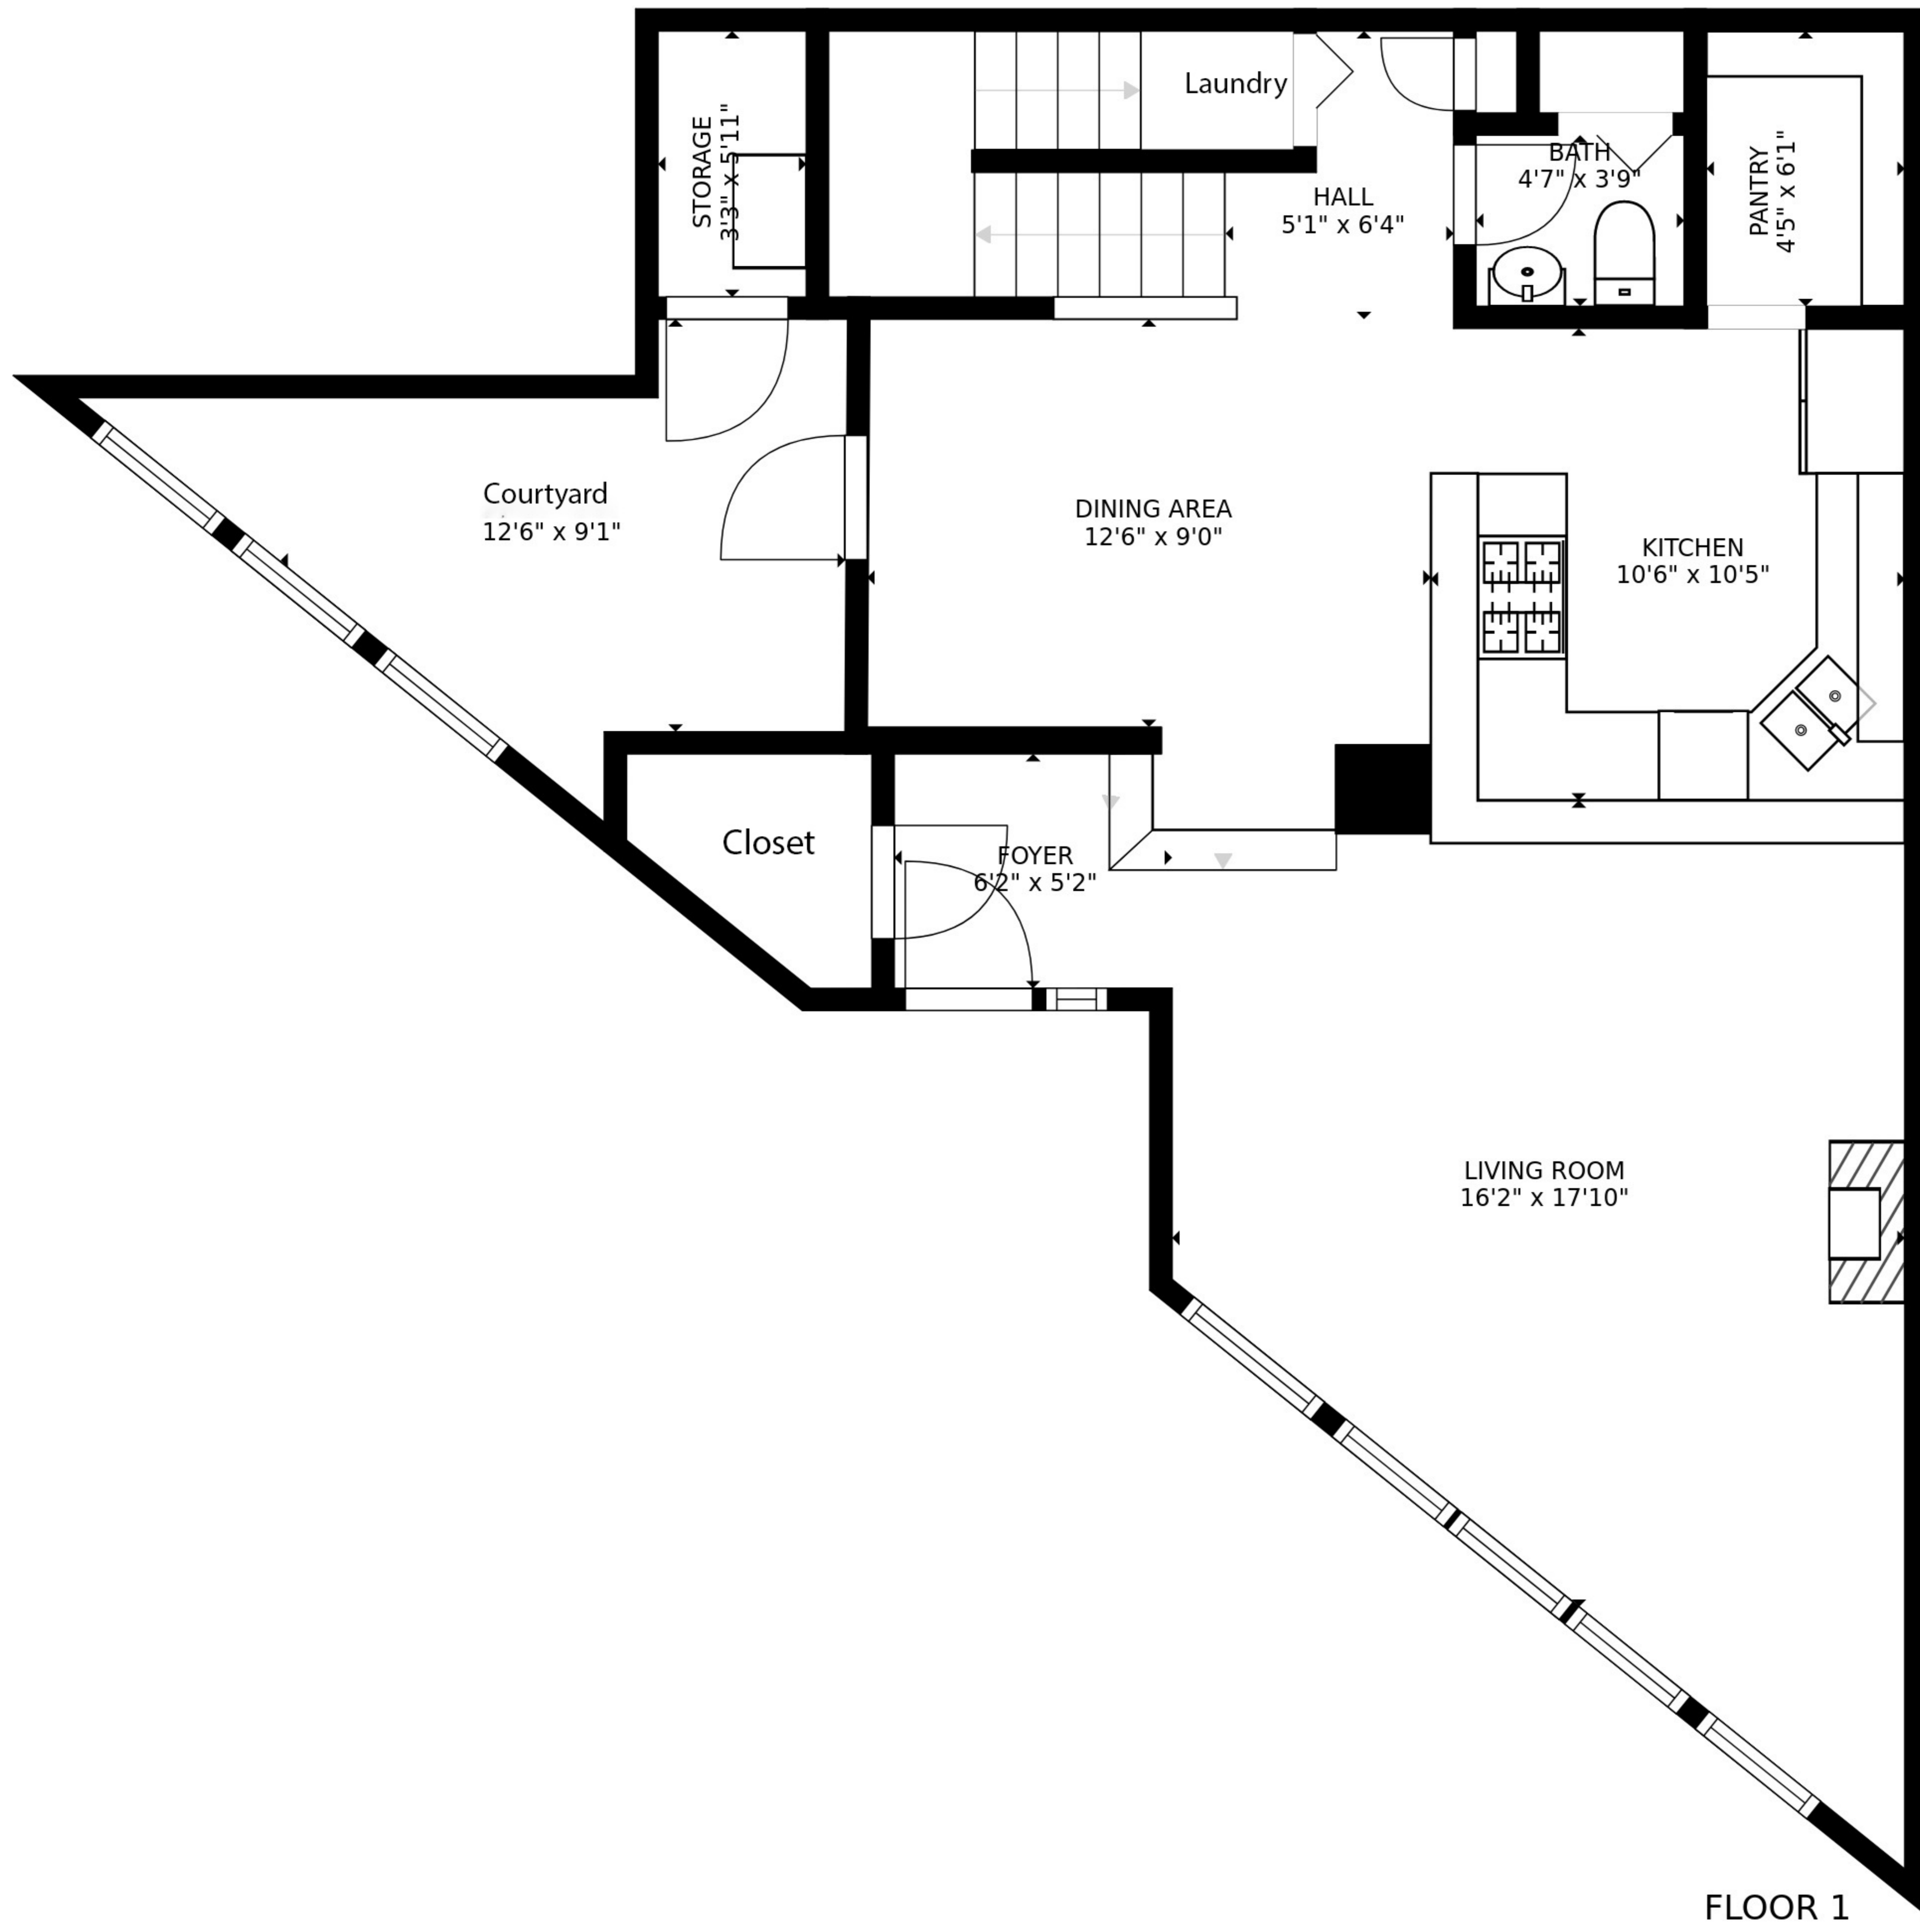 STORAGE
3'3" x 5'11"
Laundry
HALL
5'1" x 6'4"
BATH
4'7" x 3'9"
PANTRY
4'5" x 6'1"
Courtyard
12'6" x 9'1"
DINING AREA
12'6" x 9'0"
KITCHEN
10'6" x 10'5"
Closet
FOYER
6'2" x 5'2"
LIVING ROOM
16'2" x 17'10"
FLOOR 1